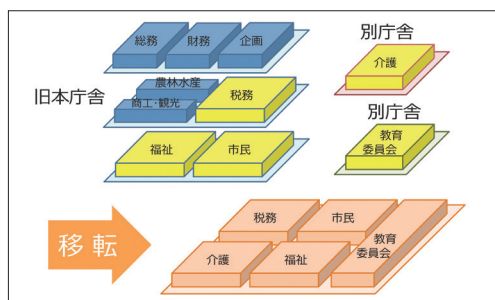 総務
財務
企画
別庁舎
介護
旧本庁舎
農林水産
商工・観光
税務
別庁舎
教育
委員会
福祉
市民
移転
税務
市民
教育
委員会
介護
福祉